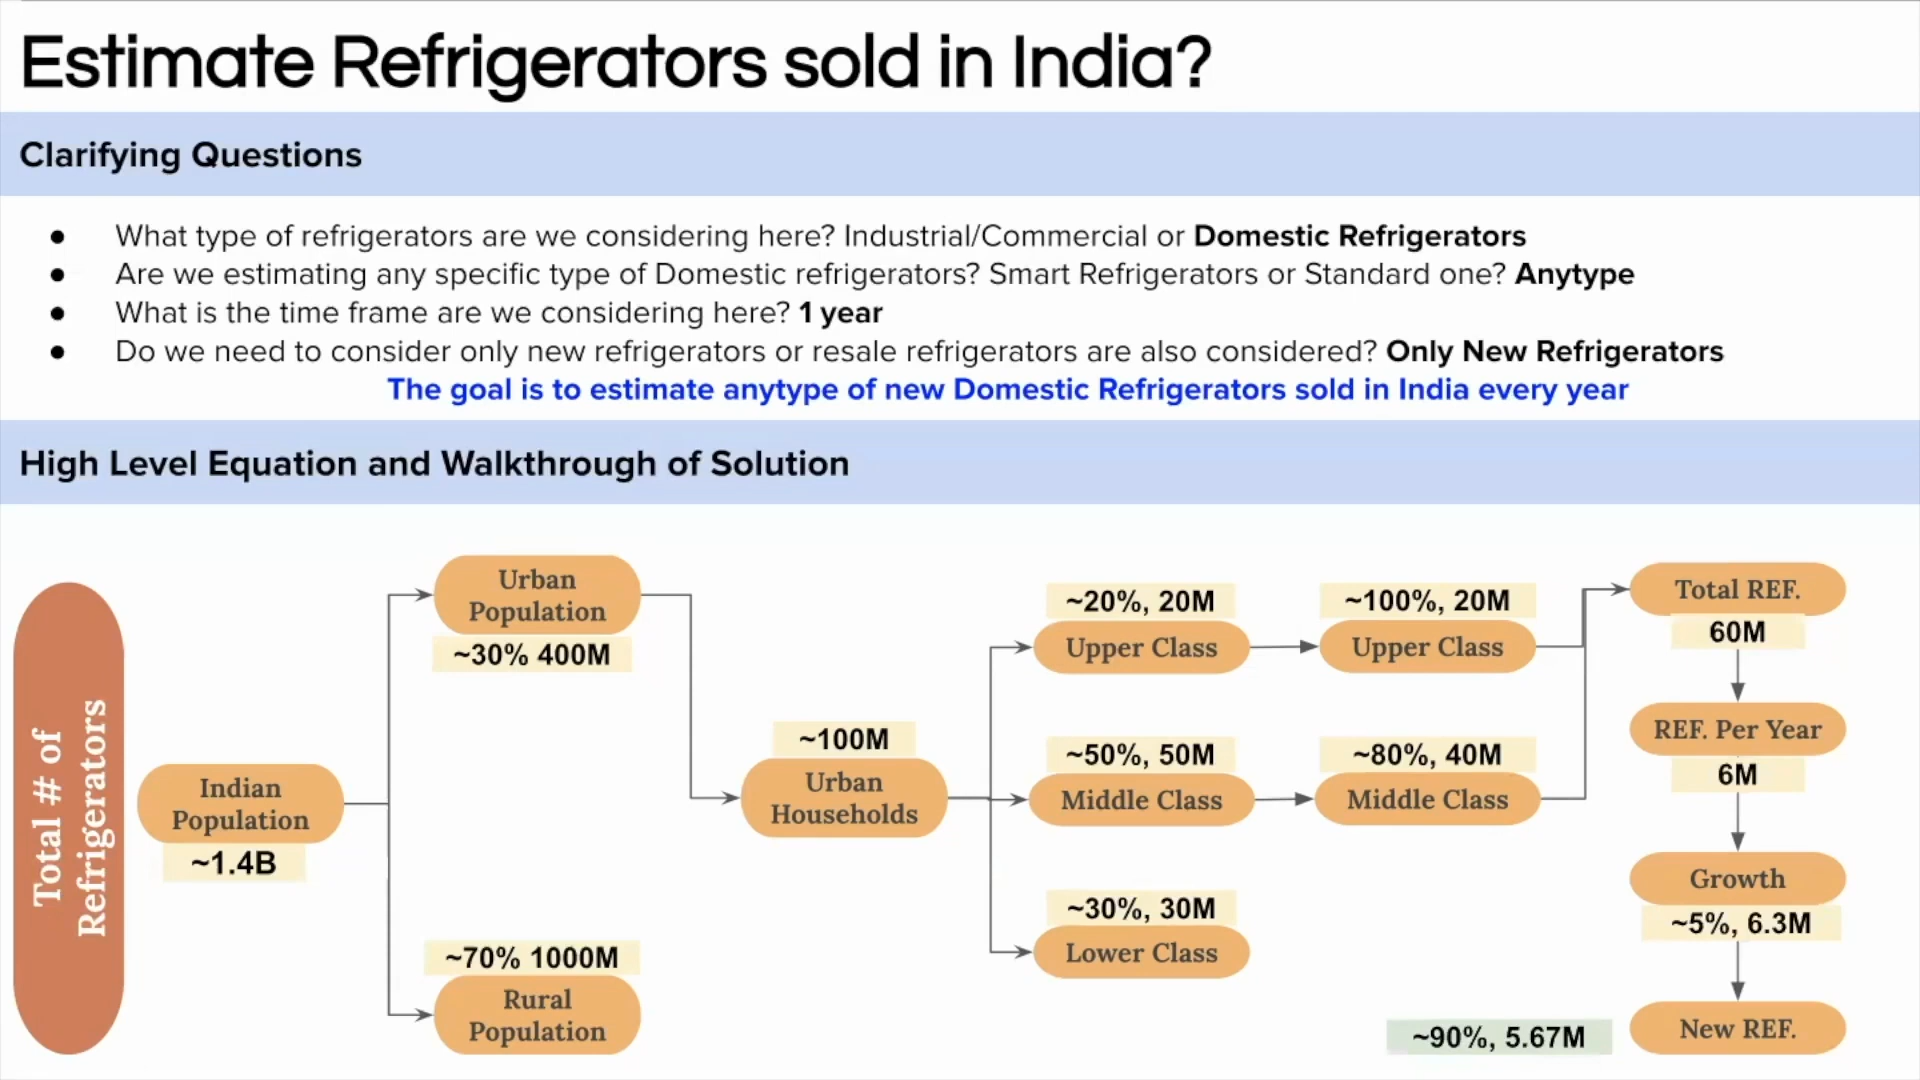 Estimate Refrigerators sold in India?
Clarifying Questions
● What type of refrigerators are we considering here? Industrial/Commercial or Domestic Refrigerators
● Are we estimating any specific type of Domestic refrigerators? Smart Refrigerators or Standard one? Anytype
● What is the time frame are we considering here? 1 year
● Do we need to consider only new refrigerators or resale refrigerators are also considered? Only New Refrigerators
The goal is to estimate anytype of new Domestic Refrigerators sold in India every year
High Level Equation and Walkthrough of Solution
Total # of
Refrigerators
Indian
Population
~1.4B
Urban
Population
~30% 400M
~70% 1000M
Rural
Population
~100M
Urban
Households
~20%, 20M
Upper Class
~50%, 50M
Middle Class
~30%, 30M
Lower Class
~100%, 20M
Upper Class
~80%, 40M
Middle Class
Total REF.
60M
REF. Per Year
6M
Growth
~5%, 6.3M
New REF.
~90%, 5.67M